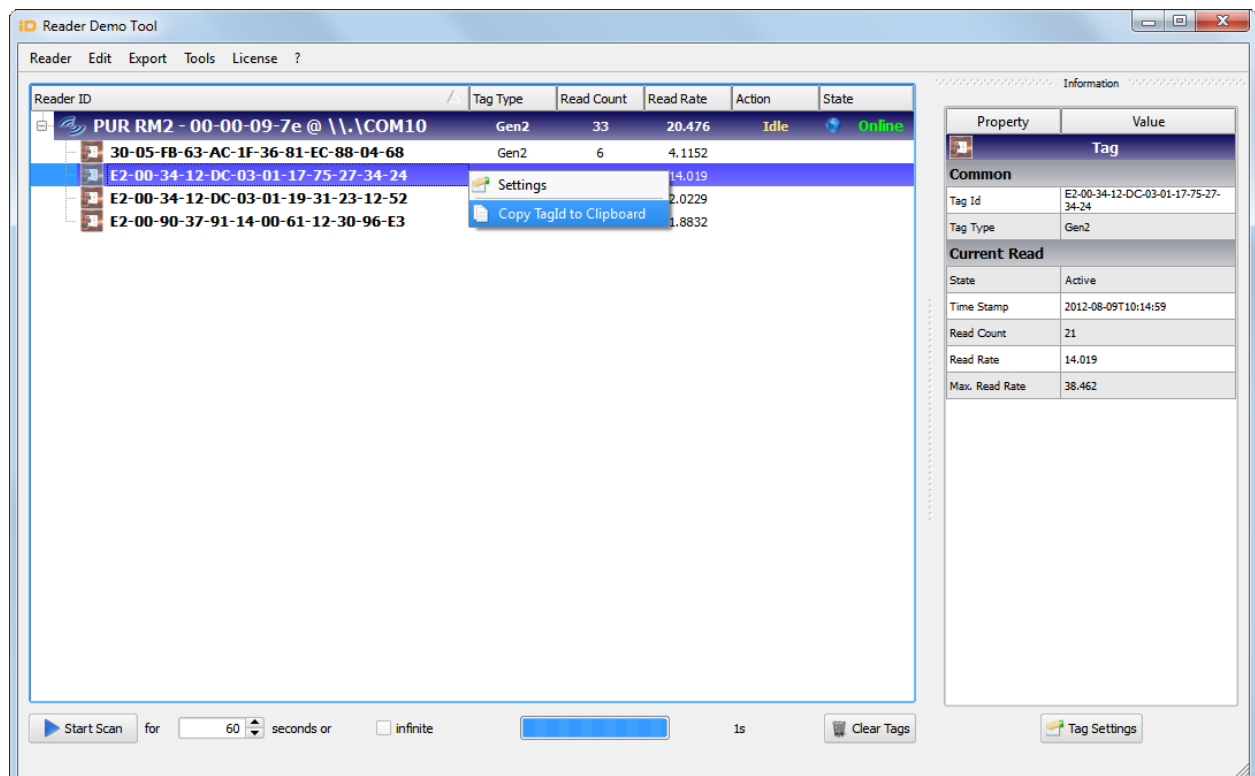 iD Reader Demo Tool
Reader Edit Export Tools License ?
Information
Reader ID Tag Type Read Count Read Rate Action State
Property Value
PUR RM2 - 00-00-09-7e @ \\.\COM10 Gen2 33 20.476 Idle Online
Tag
30-05-FB-63-AC-1F-36-81-EC-88-04-68 Gen2 6 4.1152
Common
E2-00-34-12-DC-03-01-17-75-27-34-24 14.019
Settings
Tag Id E2-00-34-12-DC-03-01-17-75-27-
34-24
E2-00-34-12-DC-03-01-19-31-23-12-52 2.0229
Copy TagId to Clipboard
E2-00-90-37-91-14-00-61-12-30-96-E3 1.8832
Tag Type Gen2
Current Read
State Active
Time Stamp 2012-08-09T10:14:59
Read Count 21
Read Rate 14.019
Max. Read Rate 38.462
Start Scan for 60 seconds or infinite 1s Clear Tags Tag Settings